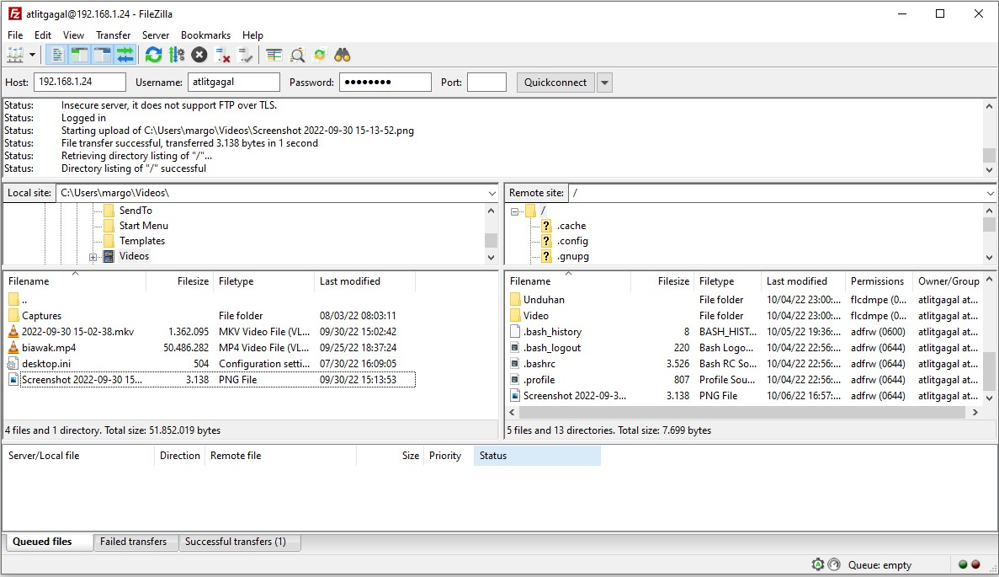 atlitgagal@192.168.1.24 - FileZilla
File Edit View Transfer Server Bookmarks Help
Host: 192.168.1.24 Username: atlitgagal Password: ●●●●●●●● Port: Quickconnect
Status: Insecure server, it does not support FTP over TLS.
Status: Logged in
Status: Starting upload of C:\Users\margo\Videos\Screenshot 2022-09-30 15-13-52.png
Status: File transfer successful, transferred 3.138 bytes in 1 second
Status: Retrieving directory listing of "/"...
Status: Directory listing of "/" successful
Local site: C:\Users\margo\Videos\
SendTo
Start Menu
Templates
Videos
Filename Filesize Filetype Last modified
..
Captures File folder 08/03/22 08:03:11
2022-09-30 15-02-38.mkv 1.362.095 MKV Video File (VL... 09/30/22 15:02:42
biawak.mp4 50.486.282 MP4 Video File (VL... 09/25/22 18:37:24
desktop.ini 504 Configuration setti... 07/30/22 16:09:05
Screenshot 2022-09-30 15... 3.138 PNG File 09/30/22 15:13:53
4 files and 1 directory. Total size: 51.852.019 bytes
Remote site: /
/
? .cache
? .config
? .gnupg
Filename Filesize Filetype Last modified Permissions Owner/Group
Unduhan File folder 10/04/22 23:00:... flcdmpe (0... atlitgagal at...
Video File folder 10/04/22 23:00:... flcdmpe (0... atlitgagal at...
.bash_history 8 BASH_HIST... 10/05/22 19:36:... adfrw (0600) atlitgagal at...
.bash_logout 220 Bash Logo... 10/04/22 22:56:... adfrw (0644) atlitgagal at...
.bashrc 3.526 Bash RC So... 10/04/22 22:56:... adfrw (0644) atlitgagal at...
.profile 807 Profile Sou... 10/04/22 22:56:... adfrw (0644) atlitgagal at...
Screenshot 2022-09-3... 3.138 PNG File 10/06/22 16:57:... adfrw (0644) atlitgagal at...
5 files and 13 directories. Total size: 7.699 bytes
Server/Local file Direction Remote file Size Priority Status
Queued files Failed transfers Successful transfers (1)
Queue: empty